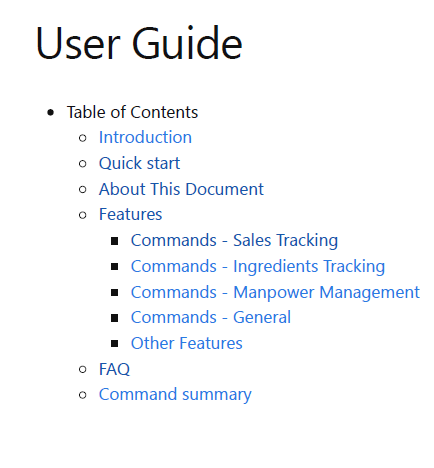 User Guide
Table of Contents
Introduction
Quick start
About This Document
Features
Commands - Sales Tracking
Commands - Ingredients Tracking
Commands - Manpower Management
Commands - General
Other Features
FAQ
Command summary